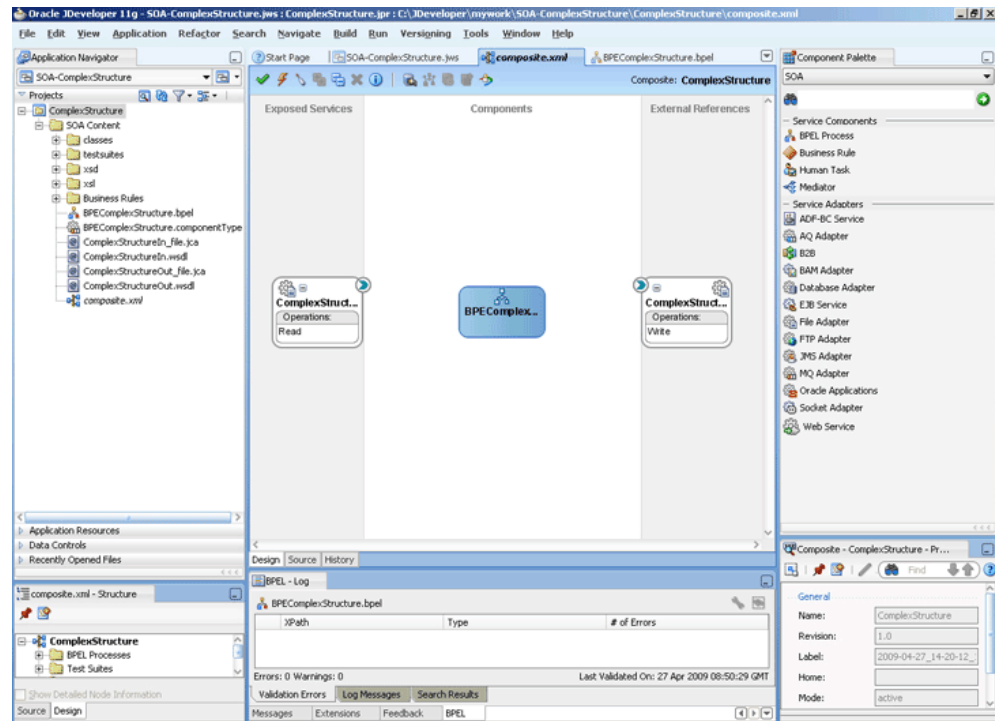 Oracle JDeveloper 11g - SOA-ComplexStructure.jws : ComplexStructure.jpr : C:\JDeveloper\mywork\SOA-ComplexStructure\ComplexStructure\composite.xml
File Edit View Application Refactor Search Navigate Build Run Versioning Tools Window Help
Application Navigator
SOA-ComplexStructure
Projects
ComplexStructure
SOA Content
classes
testsuites
xsd
xsl
Business Rules
BPEComplexStructure.bpel
BPEComplexStructure.componentType
ComplexStructureIn_file.jca
ComplexStructureIn.wsdl
ComplexStructureOut_file.jca
ComplexStructureOut.wsdl
composite.xml
Application Resources
Data Controls
Recently Opened Files
composite.xml - Structure
ComplexStructure
BPEL Processes
Test Suites
Show Detailed Node Information
Source Design
Start Page SOA-ComplexStructure.jws composite.xml BPEComplexStructure.bpel
Composite: ComplexStructure
Exposed Services Components External References
ComplexStruct...
Operations:
Read
BPEComplex...
ComplexStruct...
Operations:
Write
Design Source History
BPEL - Log
BPEComplexStructure.bpel
XPath Type # of Errors
Errors: 0 Warnings: 0 Last Validated On: 27 Apr 2009 08:50:29 GMT
Validation Errors Log Messages Search Results
Messages Extensions Feedback BPEL
Component Palette
SOA
Service Components
BPEL Process
Business Rule
Human Task
Mediator
Service Adapters
ADF-BC Service
AQ Adapter
B2B
BAM Adapter
Database Adapter
EJB Service
File Adapter
FTP Adapter
JMS Adapter
MQ Adapter
Oracle Applications
Socket Adapter
Web Service
Composite - ComplexStructure - Pr...
Find
General
Name: ComplexStructure
Revision: 1.0
Label: 2009-04-27_14-20-12_
Home:
Mode: active